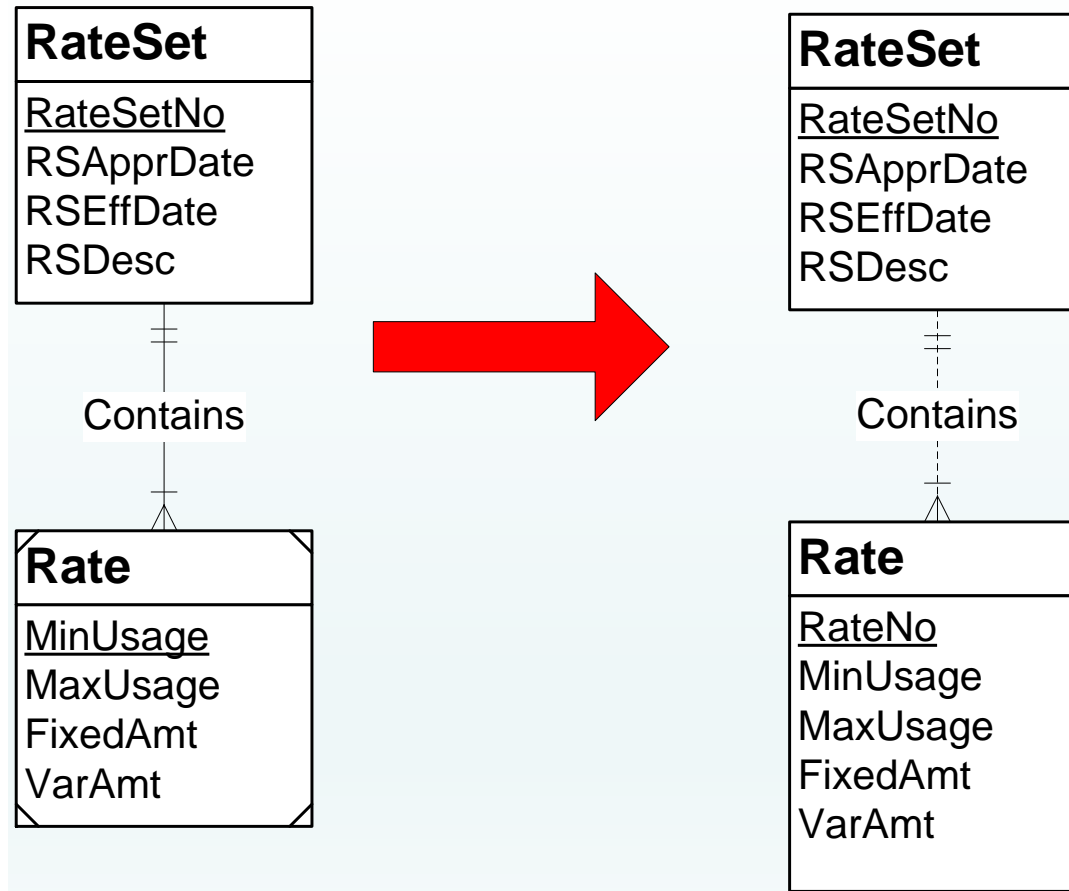 RateSet
RateSetNo
RSApprDate
RSEffDate
RSDesc
Contains
Rate
MinUsage
MaxUsage
FixedAmt
VarAmt
RateSet
RateSetNo
RSApprDate
RSEffDate
RSDesc
Contains
Rate
RateNo
MinUsage
MaxUsage
FixedAmt
VarAmt